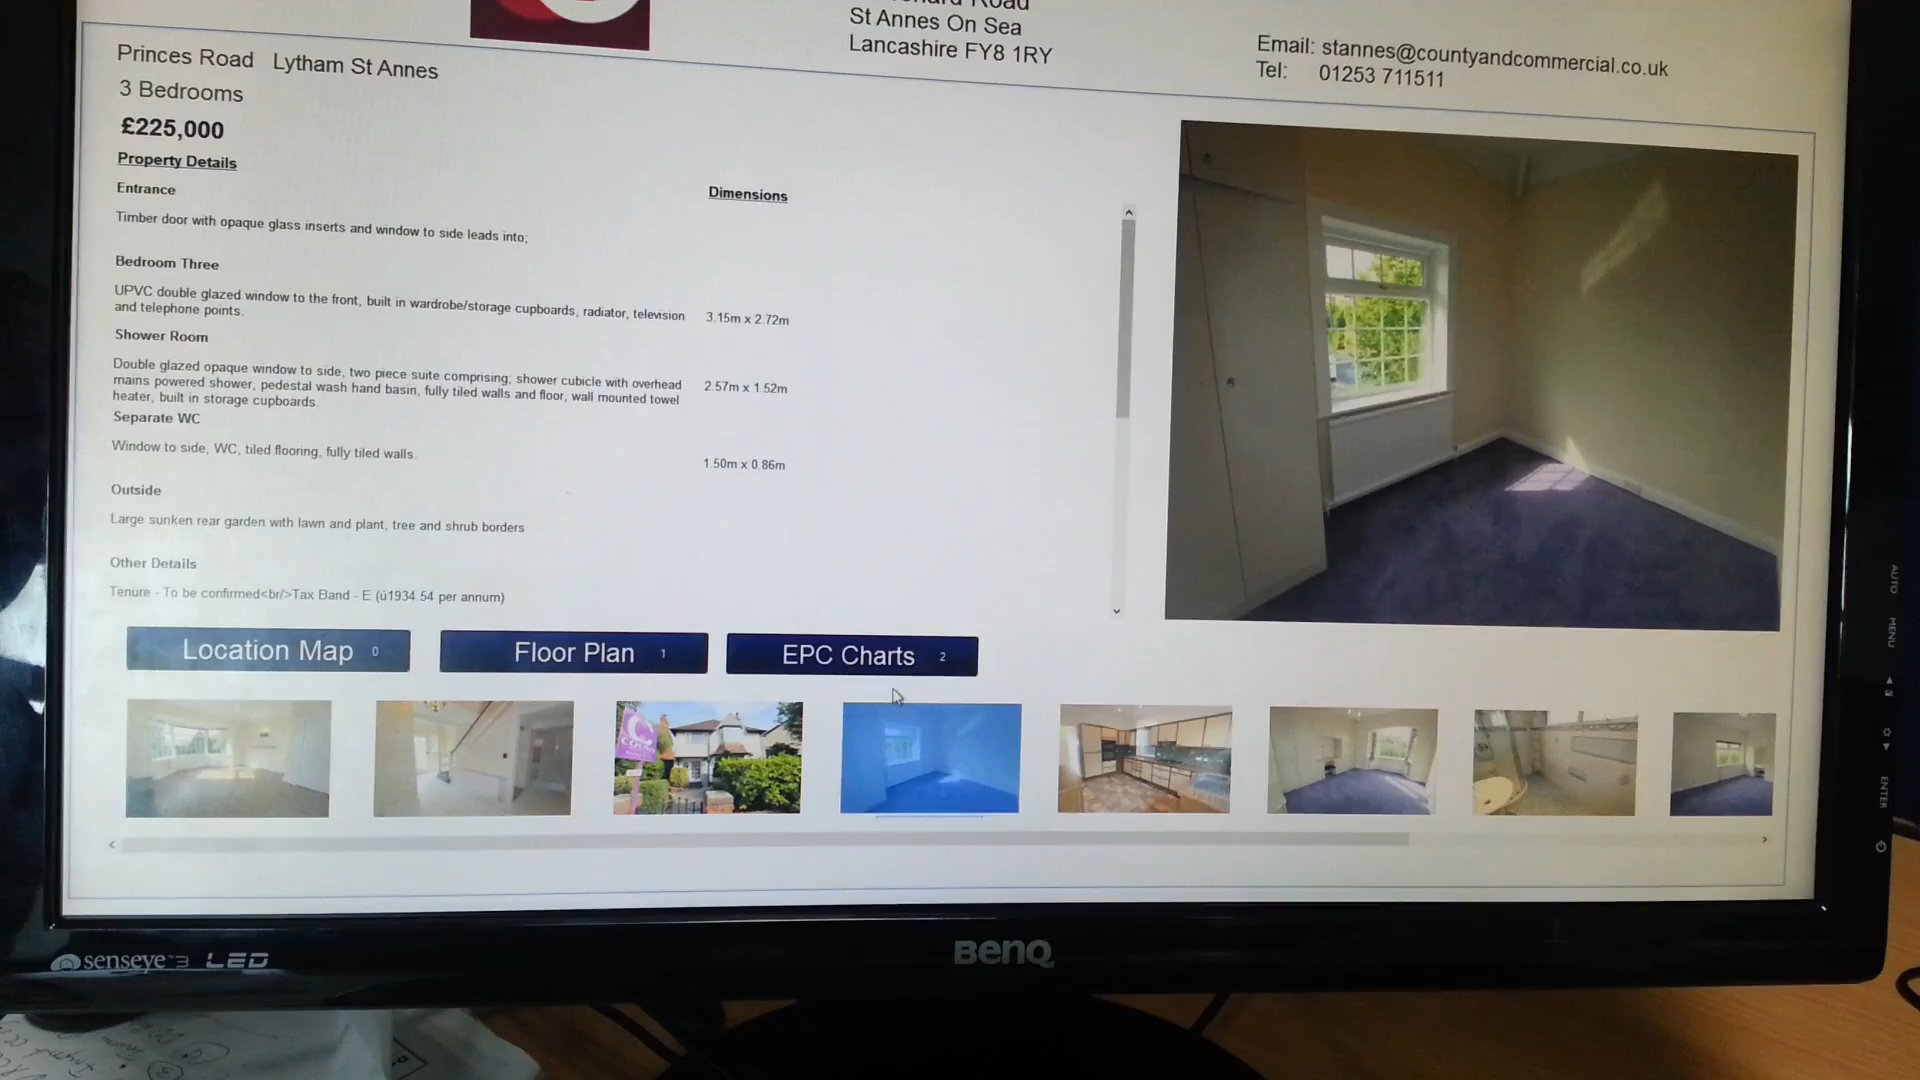 Road
St Annes On Sea
Lancashire FY8 1RY
Email: stannes@countyandcommercial.co.uk
Tel: 01253 711511
Princes Road Lytham St Annes
3 Bedrooms
£225,000
Property Details
Dimensions
Entrance
Timber door with opaque glass inserts and window to side leads into;
Bedroom Three
UPVC double glazed window to the front, built in wardrobe/storage cupboards, radiator, television
and telephone points.
3.15m x 2.72m
Shower Room
Double glazed opaque window to side, two piece suite comprising; shower cubicle with overhead
mains powered shower, pedestal wash hand basin, fully tiled walls and floor, wall mounted towel
heater, built in storage cupboards.
2.57m x 1.52m
Separate WC
Window to side, WC, tiled flooring, fully tiled walls.
1.50m x 0.86m
Outside
Large sunken rear garden with lawn and plant, tree and shrub borders
Other Details
Tenure - To be confirmed<br/>Tax Band - E (ú1934.54 per annum)
Location Map 0
Floor Plan 1
EPC Charts 2
senseye 3 LED
BenQ
AUTO
MENU
ENTER